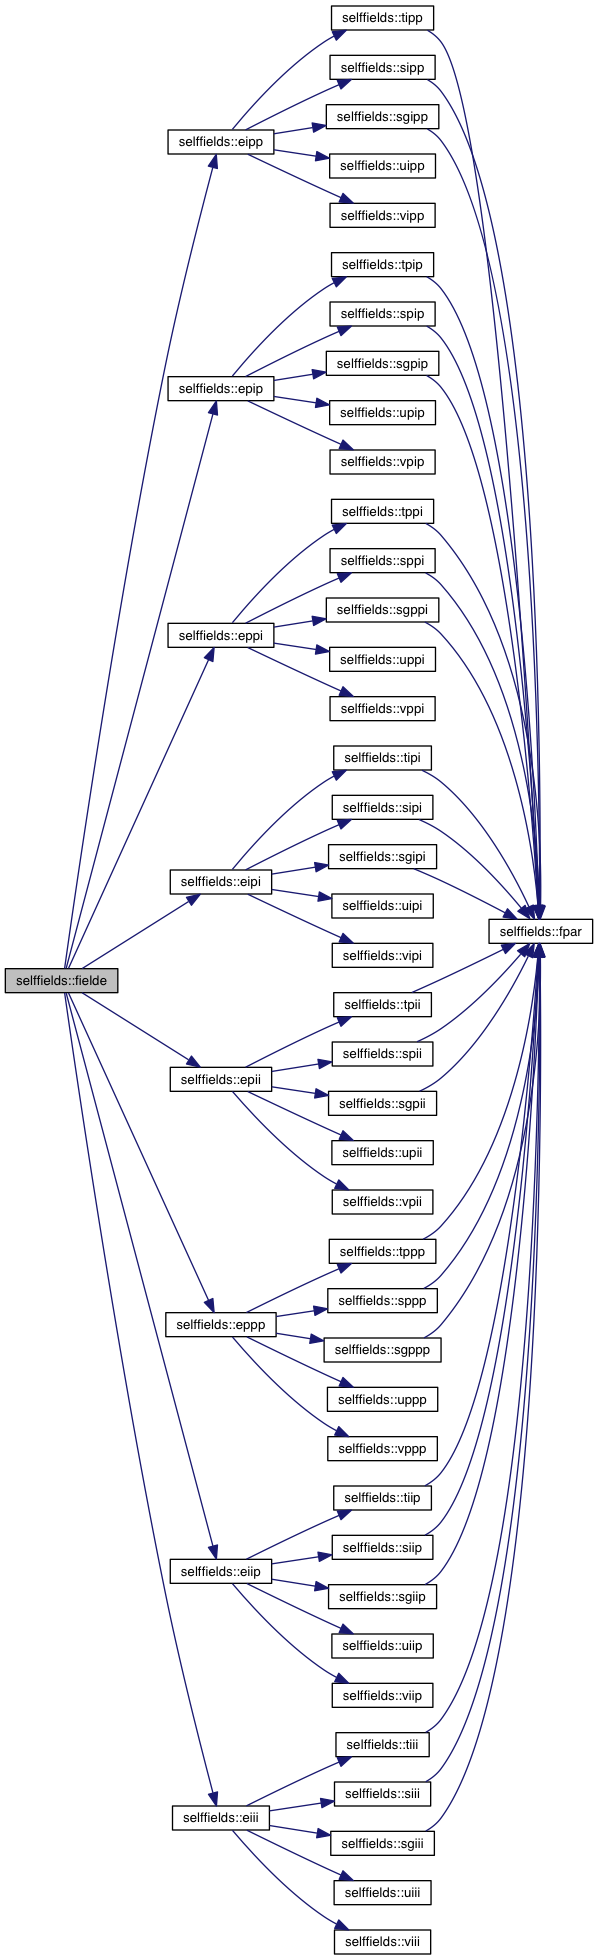 selffields::tipp
selffields::sipp
selffields::sgipp
selffields::eipp
selffields::uipp
selffields::vipp
selffields::tpip
selffields::spip
selffields::sgpip
selffields::epip
selffields::upip
selffields::vpip
selffields::tppi
selffields::sppi
selffields::sgppi
selffields::eppi
selffields::uppi
selffields::vppi
selffields::tipi
selffields::sipi
selffields::sgipi
selffields::eipi
selffields::uipi
selffields::fpar
selffields::vipi
selffields::fielde
selffields::tpii
selffields::spii
selffields::epii
selffields::sgpii
selffields::upii
selffields::vpii
selffields::tppp
selffields::sppp
selffields::eppp
selffields::sgppp
selffields::uppp
selffields::vppp
selffields::tiip
selffields::siip
selffields::eiip
selffields::sgiip
selffields::uiip
selffields::viip
selffields::tiii
selffields::siii
selffields::eiii
selffields::sgiii
selffields::uiii
selffields::viii